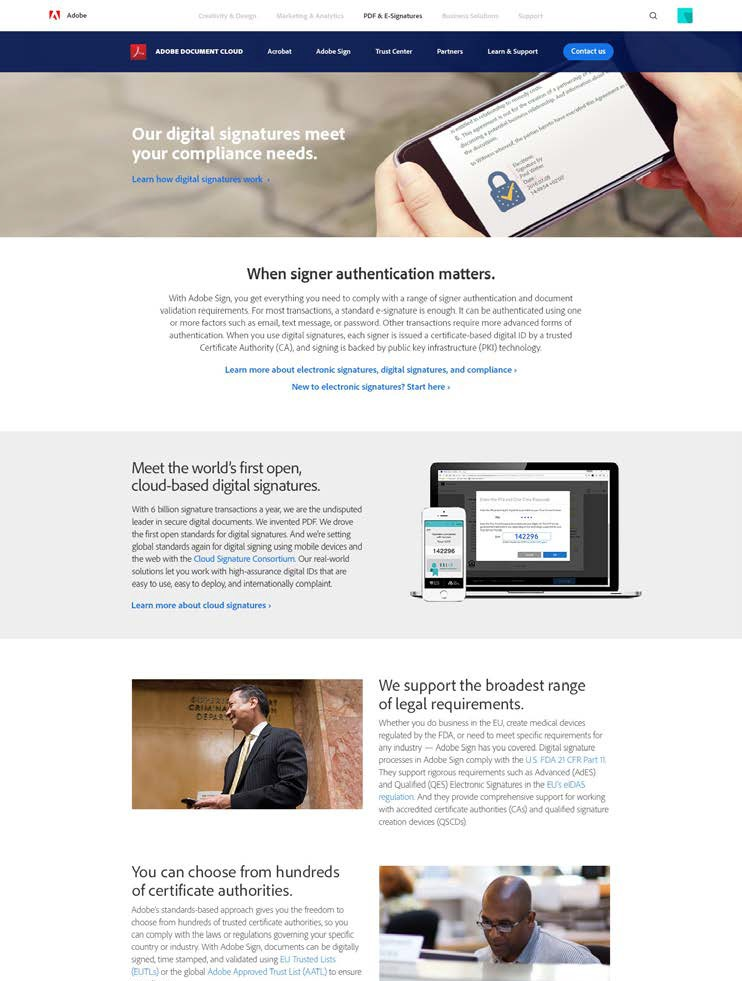 Adobe
Creativity & Design
Marketing & Analytics
PDF & E-Signatures
Business Solutions
Support
ADOBE DOCUMENT CLOUD
Acrobat
Adobe Sign
Trust Center
Partners
Learn & Support
Contact us
Our digital signatures meet
your compliance needs.
Learn how digital signatures work ›
Electronic
Signature by
Date:
When signer authentication matters.
With Adobe Sign, you get everything you need to comply with a range of signer authentication and document
validation requirements. For most transactions, a standard e-signature is enough. It can be authenticated using one
or more factors such as email, text message, or password. Other transactions require more advanced forms of
authentication. When you use digital signatures, each signer is issued a certificate-based digital ID by a trusted
Certificate Authority (CA), and signing is backed by public key infrastructure (PKI) technology.
Learn more about electronic signatures, digital signatures, and compliance ›
New to electronic signatures? Start here ›
Meet the world's first open,
cloud-based digital signatures.
With 6 billion signature transactions a year, we are the undisputed
leader in secure digital documents. We invented PDF. We drove
the first open standards for digital signatures. And we're setting
global standards again for digital signing using mobile devices and
the web with the Cloud Signature Consortium. Our real-world
solutions let you work with high-assurance digital IDs that are
easy to use, easy to deploy, and internationally complaint.
Learn more about cloud signatures ›
142296
142296
We support the broadest range
of legal requirements.
Whether you do business in the EU, create medical devices
regulated by the FDA, or need to meet specific requirements for
any industry — Adobe Sign has you covered. Digital signature
processes in Adobe Sign comply with the U.S. FDA 21 CFR Part 11.
They support rigorous requirements such as Advanced (AdES)
and Qualified (QES) Electronic Signatures in the EU's eIDAS
regulation. And they provide comprehensive support for working
with accredited certificate authorities (CAs) and qualified signature
creation devices (QSCDs).
You can choose from hundreds
of certificate authorities.
Adobe's standards-based approach gives you the freedom to
choose from hundreds of trusted certificate authorities, so you
can comply with the laws or regulations governing your specific
country or industry. With Adobe Sign, documents can be digitally
signed, time stamped, and validated using EU Trusted Lists
(EUTLs) or the global Adobe Approved Trust List (AATL) to ensure